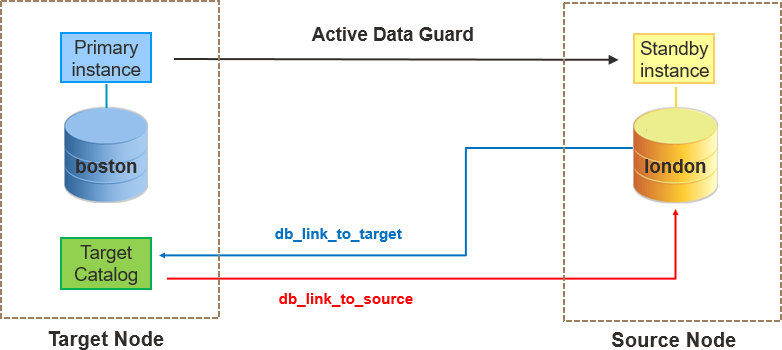 Active Data Guard
Primary
instance
Standby
instance
boston
london
db_link_to_target
Target
Catalog
db_link_to_source
Target Node
Source Node